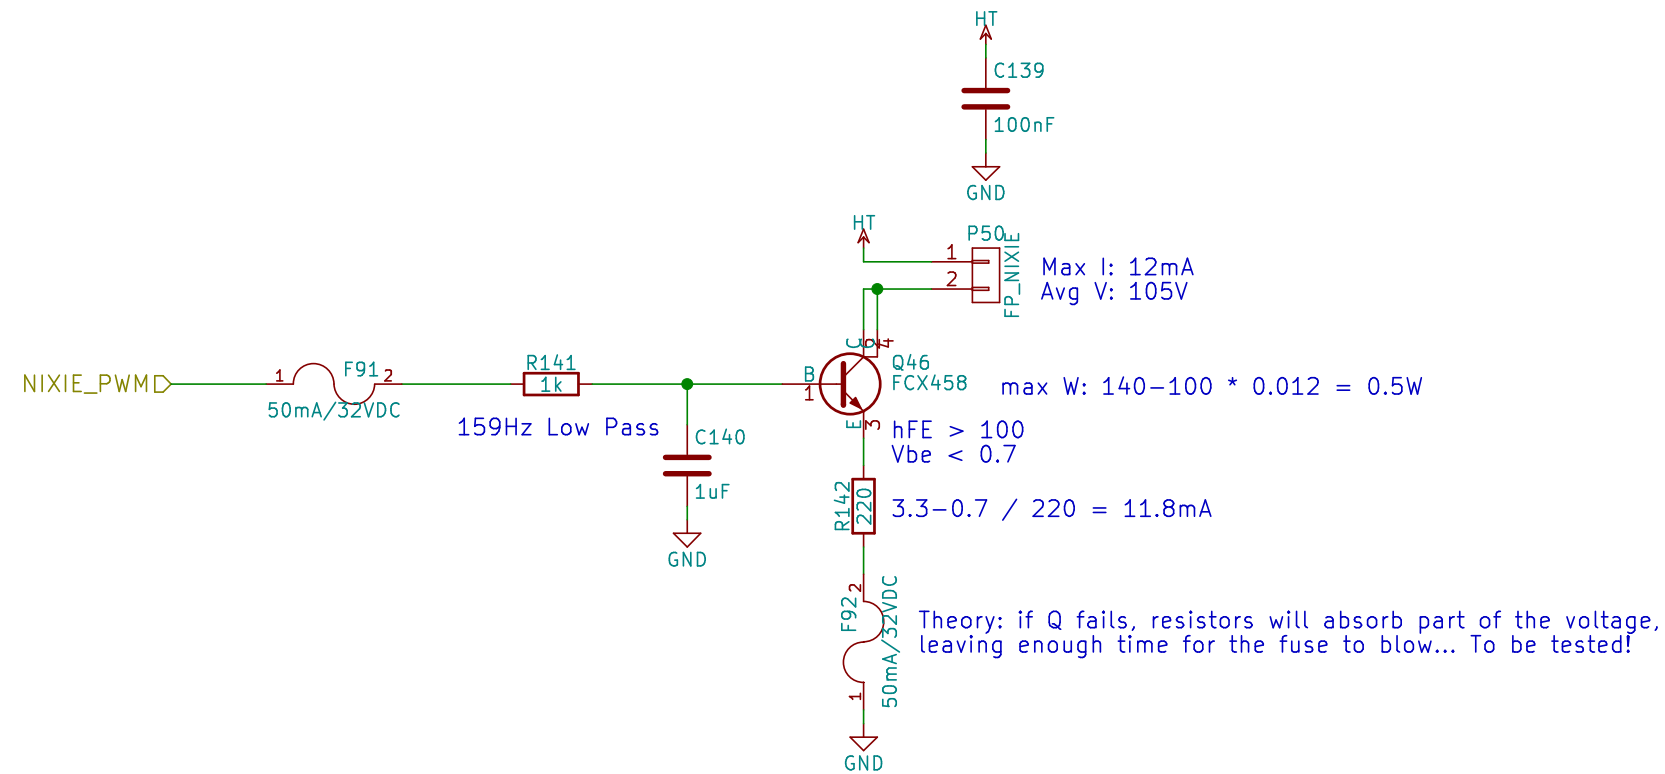 HT
C139
100nF
GND
HT
P50
FP_NIXIE
1
2
Max I: 12mA
Avg V: 105V
NIXIE_PWM
1
F91
2
50mA/32VDC
R141
1k
159Hz Low Pass
C140
1uF
GND
C
4
B
1
Q46
FCX458
E
3
max W: 140-100 * 0.012 = 0.5W
hFE > 100
Vbe < 0.7
R142
220
3.3-0.7 / 220 = 11.8mA
2
F92
50mA/32VDC
1
Theory: if Q fails, resistors will absorb part of the voltage,
leaving enough time for the fuse to blow... To be tested!
GND